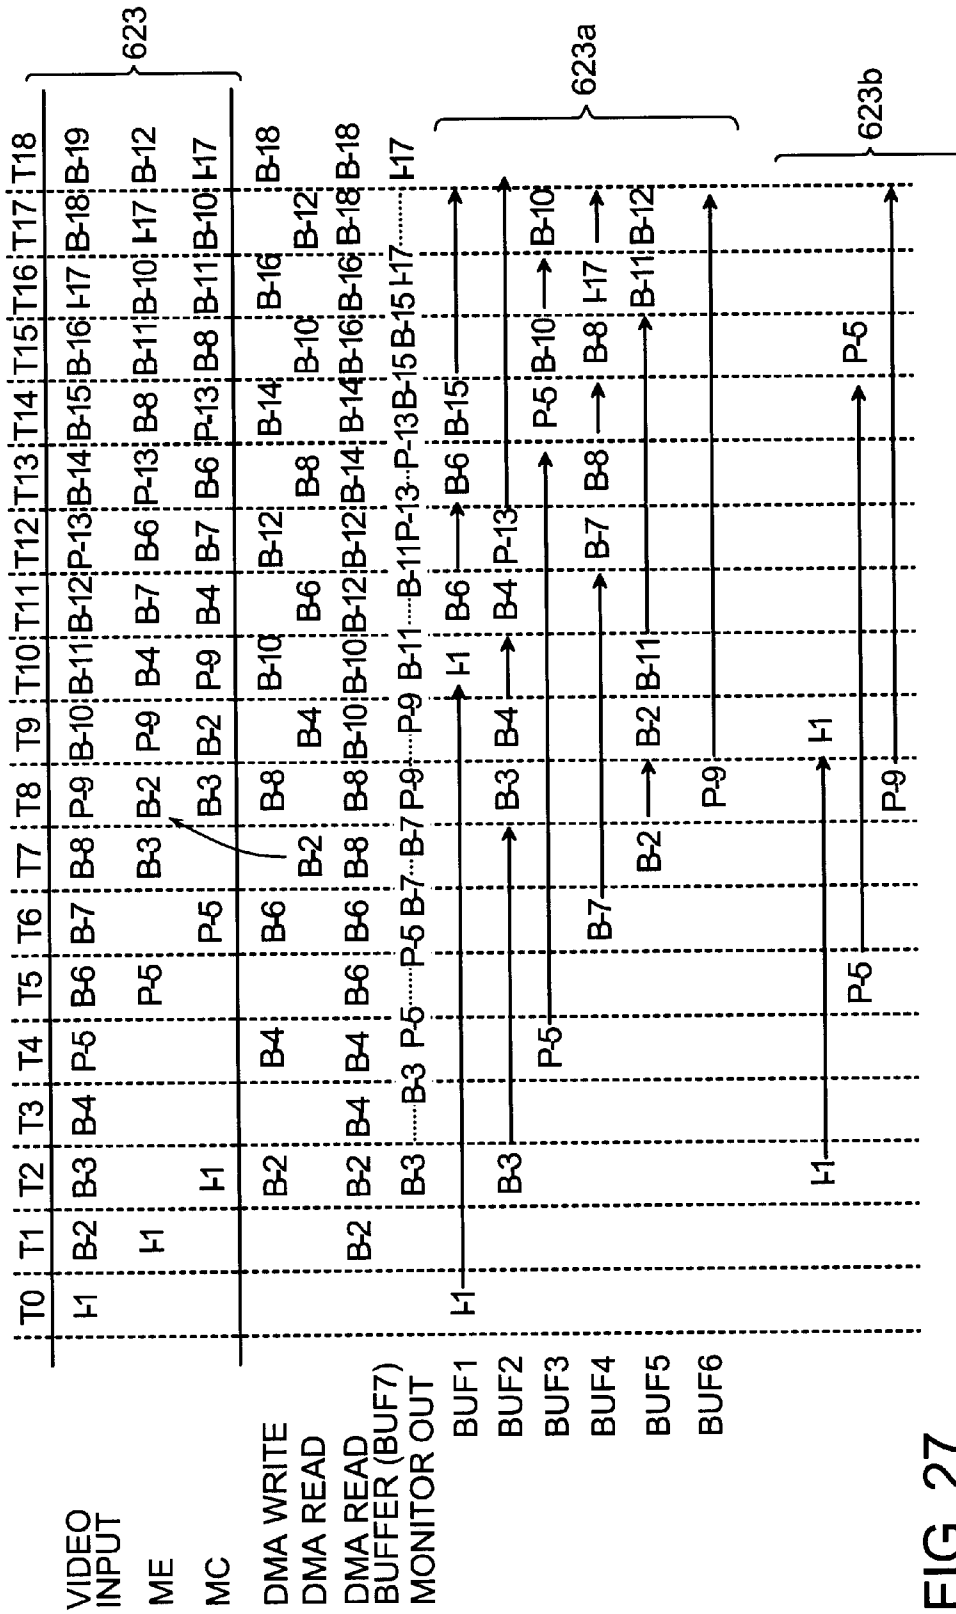 T0 T1 T2 T3 T4 T5 T6 T7 T8 T9 T10 T11 T12 T13 T14 T15 T16 T17 T18
VIDEO INPUT I-1 B-2 B-3 B-4 P-5 B-6 B-7 B-8 P-9 B-10 B-11 B-12 P-13 B-14 B-15 B-16 I-17 B-18 B-19
623
ME I-1 P-5 B-3 B-2 P-9 B-4 B-7 B-6 P-13 B-8 B-11 B-10 I-17 B-12
MC I-1 P-5 B-3 B-2 P-9 B-4 B-7 B-6 P-13 B-8 B-11 B-10 I-17
DMA WRITE B-2 B-4 B-6 B-8 B-10 B-12 B-14 B-16 B-18
DMA READ B-2 B-4 B-6 B-8 B-10 B-12
DMA READ BUFFER (BUF7) B-2 B-2 B-4 B-4 B-6 B-6 B-8 B-8 B-10 B-10 B-12 B-12 B-14 B-14 B-16 B-16 B-18 B-18
MONITOR OUT B-3 B-3 P-5 P-5 B-7 B-7 P-9 P-9 B-11 B-11 P-13 P-13 B-15 B-15 I-17 I-17
BUF1 I-1 I-1 B-6 B-6 B-15
BUF2 B-3 B-3 B-4 B-4 P-13
BUF3 P-5 P-5 B-10 B-10
BUF4 B-7 B-7 B-8 B-8 I-17
BUF5 B-2 B-2 B-11 B-11 B-12
BUF6 P-9
623a
I-1 I-1
P-5 P-5
P-9
623b
FIG. 27